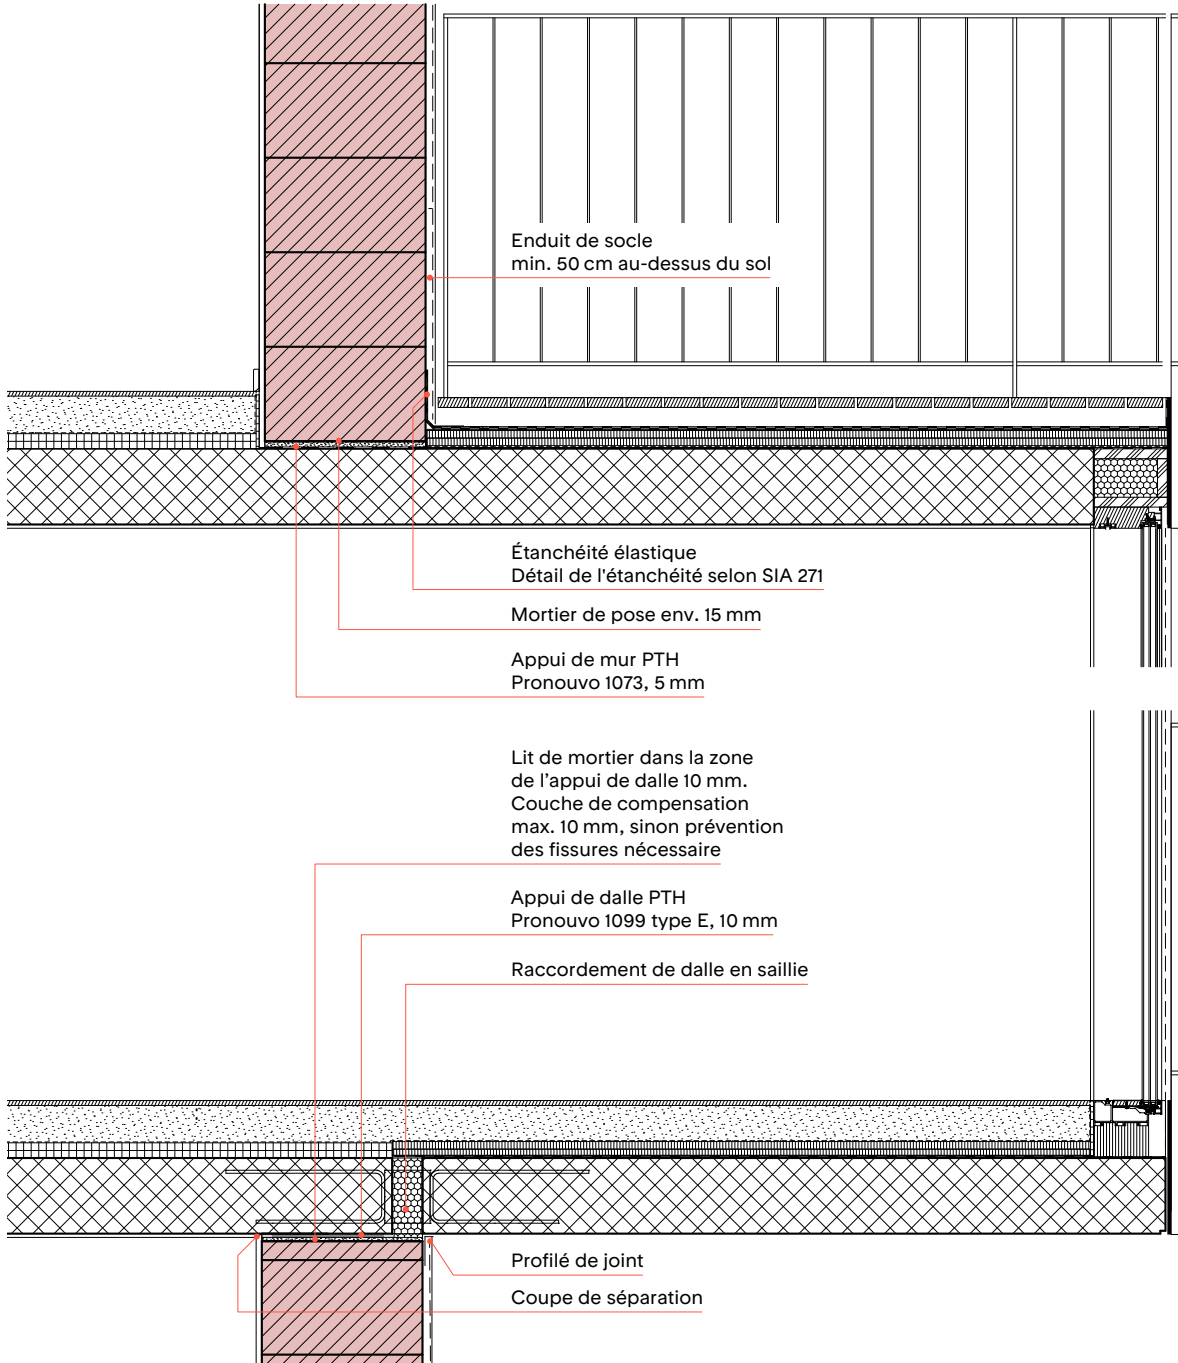 Enduit de socle
min. 50 cm au-dessus du sol
Étanchéité élastique
Détail de l'étanchéité selon SIA 271
Mortier de pose env. 15 mm
Appui de mur PTH
Pronouvo 1073, 5 mm
Lit de mortier dans la zone
de l’appui de dalle 10 mm.
Couche de compensation
max. 10 mm, sinon prévention
des fissures nécessaire
Appui de dalle PTH
Pronouvo 1099 type E, 10 mm
Raccordement de dalle en saillie
Profilé de joint
Coupe de séparation